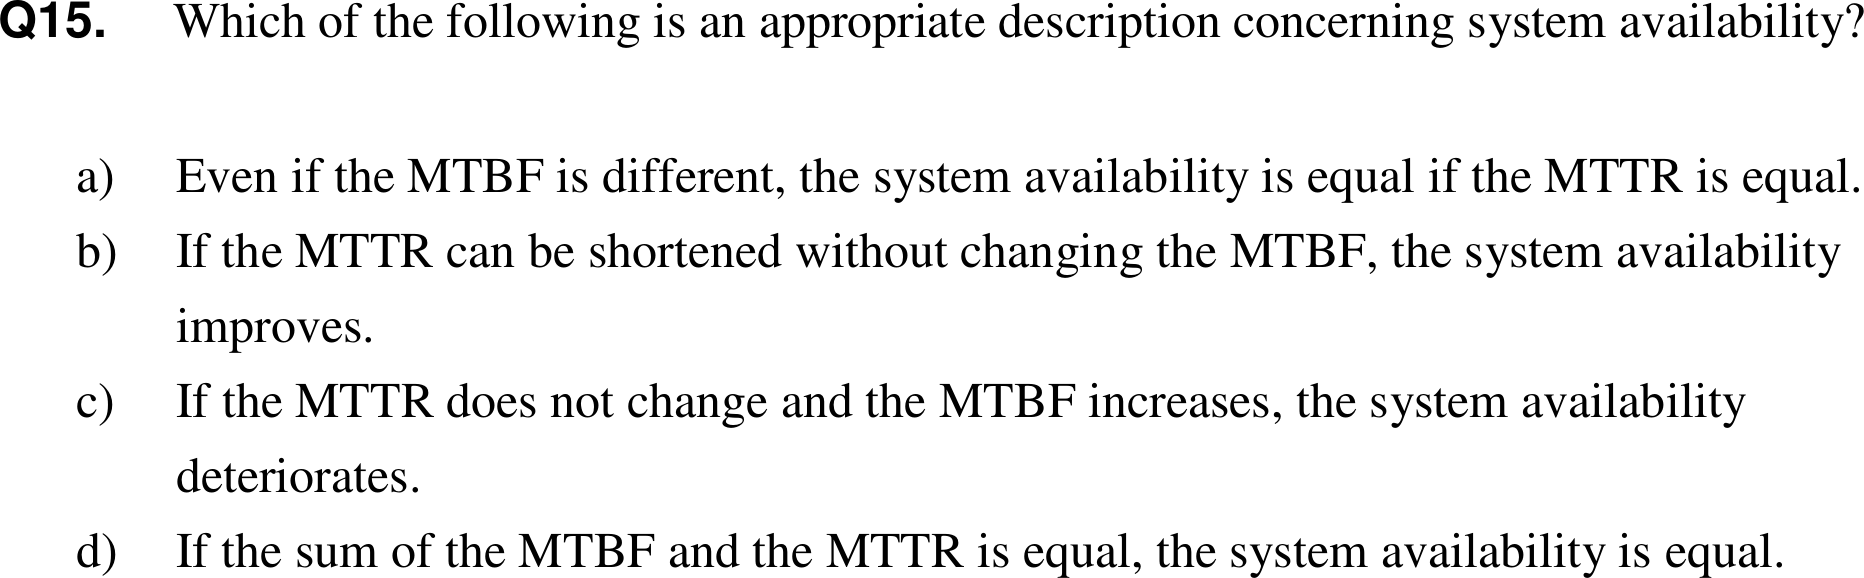 Q15. Which of the following is an appropriate description concerning system availability?
a) Even if the MTBF is different, the system availability is equal if the MTTR is equal.
b) If the MTTR can be shortened without changing the MTBF, the system availability
improves.
c) If the MTTR does not change and the MTBF increases, the system availability
deteriorates.
d) If the sum of the MTBF and the MTTR is equal, the system availability is equal.